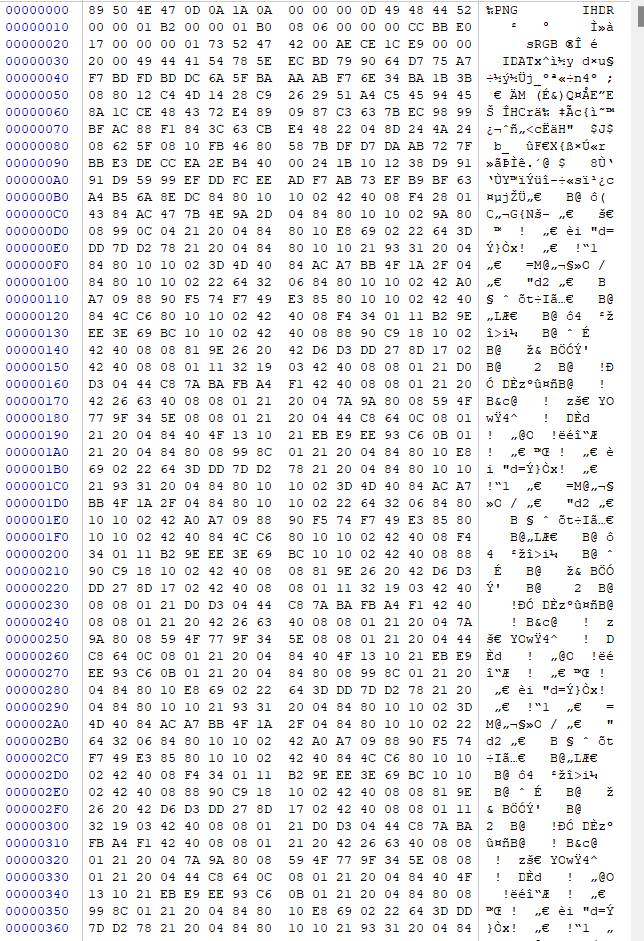 00000000 89 50 4E 47 0D 0A 1A 0A 00 00 00 0D 49 48 44 52 ‰PNG IHDR
00000010 00 00 01 B2 00 00 01 B0 08 06 00 00 00 CC BB E0 ² ° Ì»à
00000020 17 00 00 00 01 73 52 47 42 00 AE CE 1C E9 00 00 sRGB ®Î é
00000030 20 00 49 44 41 54 78 5E EC BD 79 90 64 D7 75 A7 IDATx^ì½y d×u§
00000040 F7 BD FD BD DC 6A 5F BA AA AB F7 6E 34 BA 1B 3B ÷½ý½Üj_ºª«÷n4º ;
00000050 08 80 12 C4 4D 14 28 C9 26 29 51 A4 C5 45 94 45 € ÄM (É&)Q¤ÅE”E
00000060 8A 1C CE 48 43 72 E4 89 09 87 C3 63 7B EC 98 99 Š ÎHCrä‰ ‡Ãc{ì˜™
00000070 BF AC 88 F1 84 3C 63 CB E4 48 22 04 8D 24 4A 24 ¿¬ˆñ„<cËäH" $J$
00000080 08 62 5F 08 10 FB 46 80 58 7B DF D7 DA AB 72 7F b_ ûF€X{ß×Ú«r
00000090 BB E3 DE CC EA 2E B4 40 00 24 1B 10 12 38 D9 91 »ãÞÌê.´@ $ 8Ù‘
000000A0 91 D9 59 99 EF DD FC EE AD F7 AB 73 EF B9 BF 63 ‘ÙY™ïÝüî-÷«sï¹¿c
000000B0 A4 B5 6A 8E DC 84 80 10 10 02 42 40 08 F4 28 01 ¤µjŽÜ„€ B@ ô(
000000C0 43 84 AC 47 7B 4E 9A 2D 04 84 80 10 10 02 9A 80 C„¬G{Nš- „€ š€
000000D0 08 99 0C 04 21 20 04 84 80 10 E8 69 02 22 64 3D ™ ! „€ èi "d=
000000E0 DD 7D D2 78 21 20 04 84 80 10 10 21 93 31 20 04 Ý}Òx! „€ !“1
000000F0 84 80 10 10 02 3D 4D 40 84 AC A7 BB 4F 1A 2F 04 „€ =M@„¬§»O /
00000100 84 80 10 10 02 22 64 32 06 84 80 10 10 02 42 A0 „€ "d2 „€ B
00000110 A7 09 88 90 F5 74 F7 49 E3 85 80 10 10 02 42 40 § ˆ õt÷Iã…€ B@
00000120 84 4C C6 80 10 10 02 42 40 08 F4 34 01 11 B2 9E „LÆ€ B@ ô4 ²ž
00000130 EE 3E 69 BC 10 10 02 42 40 08 88 90 C9 18 10 02 î>i¼ B@ ˆ É
00000140 42 40 08 08 81 9E 26 20 42 D6 D3 DD 27 8D 17 02 B@ ž& BÖÓÝ'
00000150 42 40 08 08 01 11 32 19 03 42 40 08 08 01 21 D0 B@ 2 B@ !Ð
00000160 D3 04 44 C8 7A BA FB A4 F1 42 40 08 08 01 21 20 Ó DÈzºû¤ñB@ !
00000170 42 26 63 40 08 08 01 21 20 04 7A 9A 80 08 59 4F B&c@ ! zš€ YO
00000180 77 9F 34 5E 08 08 01 21 20 04 44 C8 64 0C 08 01 wŸ4^ ! DÈd
00000190 21 20 04 84 40 4F 13 10 21 EB E9 EE 93 C6 0B 01 ! „@O !ëéî“Æ
000001A0 21 20 04 84 80 08 99 8C 01 21 20 04 84 80 10 E8 ! „€ ™Œ ! „€ è
000001B0 69 02 22 64 3D DD 7D D2 78 21 20 04 84 80 10 10 i "d=Ý}Òx! „€
000001C0 21 93 31 20 04 84 80 10 10 02 3D 4D 40 84 AC A7 !“1 „€ =M@„¬§
000001D0 BB 4F 1A 2F 04 84 80 10 10 02 22 64 32 06 84 80 »O / „€ "d2 „€
000001E0 10 10 02 42 A0 A7 09 88 90 F5 74 F7 49 E3 85 80 B § ˆ õt÷Iã…€
000001F0 10 10 02 42 40 84 4C C6 80 10 10 02 42 40 08 F4 B@„LÆ€ B@ ô
00000200 34 01 11 B2 9E EE 3E 69 BC 10 10 02 42 40 08 88 4 ²žî>i¼ B@ ˆ
00000210 90 C9 18 10 02 42 40 08 08 81 9E 26 20 42 D6 D3 É B@ ž& BÖÓ
00000220 DD 27 8D 17 02 42 40 08 08 01 11 32 19 03 42 40 Ý' B@ 2 B@
00000230 08 08 01 21 D0 D3 04 44 C8 7A BA FB A4 F1 42 40 !ÐÓ DÈzºû¤ñB@
00000240 08 08 01 21 20 42 26 63 40 08 08 01 21 20 04 7A ! B&c@ ! z
00000250 9A 80 08 59 4F 77 9F 34 5E 08 08 01 21 20 04 44 š€ YOwŸ4^ ! D
00000260 C8 64 0C 08 01 21 20 04 84 40 4F 13 10 21 EB E9 Èd ! „@O !ëé
00000270 EE 93 C6 0B 01 21 20 04 84 80 08 99 8C 01 21 20 î“Æ ! „€ ™Œ !
00000280 04 84 80 10 E8 69 02 22 64 3D DD 7D D2 78 21 20 „€ èi "d=Ý}Òx!
00000290 04 84 80 10 10 21 93 31 20 04 84 80 10 10 02 3D „€ !“1 „€ =
000002A0 4D 40 84 AC A7 BB 4F 1A 2F 04 84 80 10 10 02 22 M@„¬§»O / „€ "
000002B0 64 32 06 84 80 10 10 02 42 A0 A7 09 88 90 F5 74 d2 „€ B § ˆ õt
000002C0 F7 49 E3 85 80 10 10 02 42 40 84 4C C6 80 10 10 ÷Iã…€ B@„LÆ€
000002D0 02 42 40 08 F4 34 01 11 B2 9E EE 3E 69 BC 10 10 B@ ô4 ²žî>i¼
000002E0 02 42 40 08 88 90 C9 18 10 02 42 40 08 08 81 9E B@ ˆ É B@ ž
000002F0 26 20 42 D6 D3 DD 27 8D 17 02 42 40 08 08 01 11 & BÖÓÝ' B@
00000300 32 19 03 42 40 08 08 01 21 D0 D3 04 44 C8 7A BA 2 B@ !ÐÓ DÈzº
00000310 FB A4 F1 42 40 08 08 01 21 20 42 26 63 40 08 08 û¤ñB@ ! B&c@
00000320 01 21 20 04 7A 9A 80 08 59 4F 77 9F 34 5E 08 08 ! zš€ YOwŸ4^
00000330 01 21 20 04 44 C8 64 0C 08 01 21 20 04 84 40 4F ! DÈd ! „@O
00000340 13 10 21 EB E9 EE 93 C6 0B 01 21 20 04 84 80 08 !ëéî“Æ ! „€
00000350 99 8C 01 21 20 04 84 80 10 E8 69 02 22 64 3D DD ™Œ ! „€ èi "d=Ý
00000360 7D D2 78 21 20 04 84 80 10 10 21 93 31 20 04 84 }Òx! „€ !“1 „